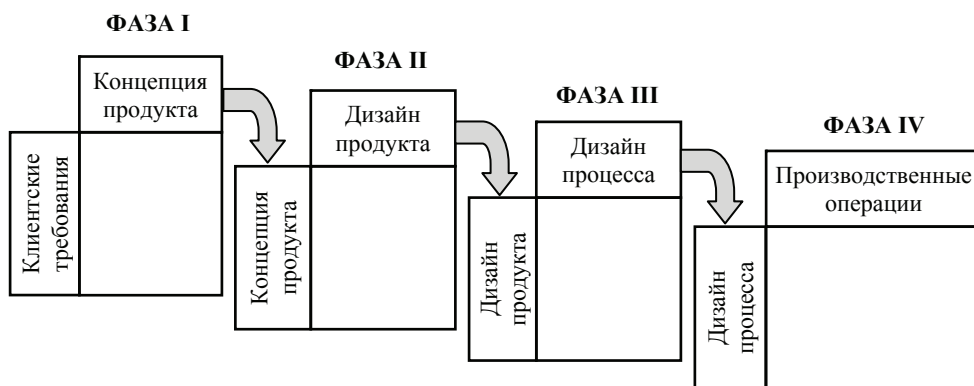 ФАЗА I
Концепция
продукта
Клиентские
требования
ФАЗА II
Дизайн
продукта
Концепция
продукта
ФАЗА III
Дизайн
процесса
Дизайн
продукта
ФАЗА IV
Производственные
операции
Дизайн
процесса